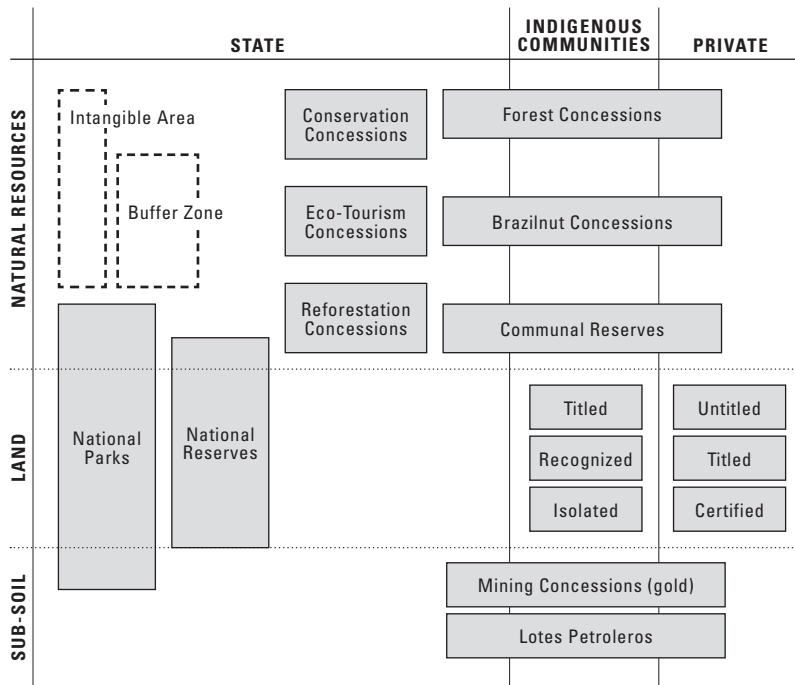 STATE
INDIGENOUS
COMMUNITIES
PRIVATE
NATURAL RESOURCES
Intangible Area
Buffer Zone
Conservation
Concessions
Forest Concessions
Eco-Tourism
Concessions
Brazilnut Concessions
Reforestation
Concessions
Communal Reserves
LAND
National
Parks
National
Reserves
Titled
Untitled
Recognized
Titled
Isolated
Certified
SUB-SOIL
Mining Concessions (gold)
Lotes Petroleros